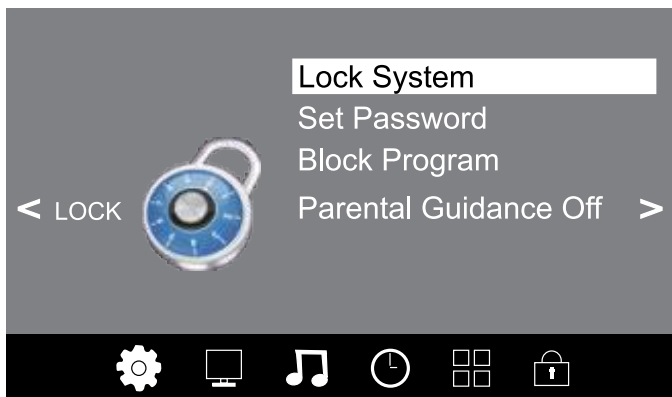 Lock System
Set Password
Block Program
< LOCK
Parental Guidance Off >